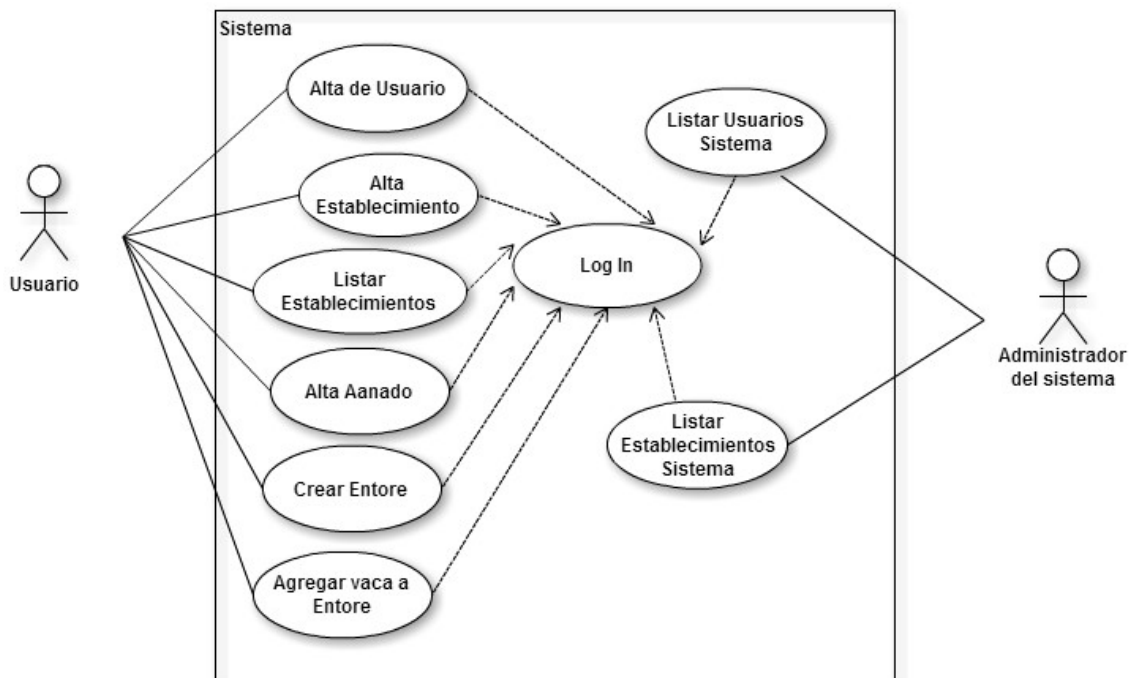 Sistema
Alta de Usuario
Listar Usuarios
Sistema
Alta
Establecimiento
Usuario
Listar
Establecimientos
Log In
Administrador
del sistema
Alta Aanado
Listar
Establecimientos
Sistema
Crear Entore
Agregar vaca a
Entore